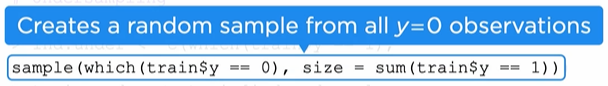 Creates a random sample from all y=0 observations
sample(which(train$y == 0), size = sum(train$y == 1))